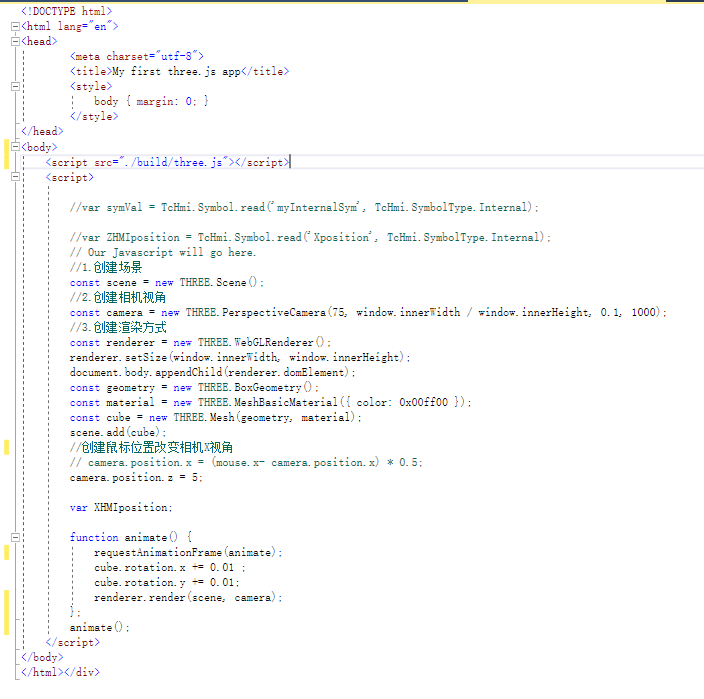 <!DOCTYPE html>
<html lang="en">
<head>
<meta charset="utf-8">
<title>My first three.js app</title>
<style>
body { margin: 0; }
</style>
</head>
<body>
<script src="./build/three.js"></script>
<script>
//var symVal = TcHmi.Symbol.read('myInternalSym', TcHmi.SymbolType.Internal);
//var ZHMIposition = TcHmi.Symbol.read('Xposition', TcHmi.SymbolType.Internal);
// Our Javascript will go here.
//1.创建场景
const scene = new THREE.Scene();
//2.创建相机视角
const camera = new THREE.PerspectiveCamera(75, window.innerWidth / window.innerHeight, 0.1, 1000);
//3.创建渲染方式
const renderer = new THREE.WebGLRenderer();
renderer.setSize(window.innerWidth, window.innerHeight);
document.body.appendChild(renderer.domElement);
const geometry = new THREE.BoxGeometry();
const material = new THREE.MeshBasicMaterial({ color: 0x00ff00 });
const cube = new THREE.Mesh(geometry, material);
scene.add(cube);
//创建鼠标位置改变相机X视角
// camera.position.x = (mouse.x- camera.position.x) * 0.5;
camera.position.z = 5;
var XHMIposition;
function animate() {
requestAnimationFrame(animate);
cube.rotation.x += 0.01 ;
cube.rotation.y += 0.01;
renderer.render(scene, camera);
};
animate();
</script>
</body>
</html></div>